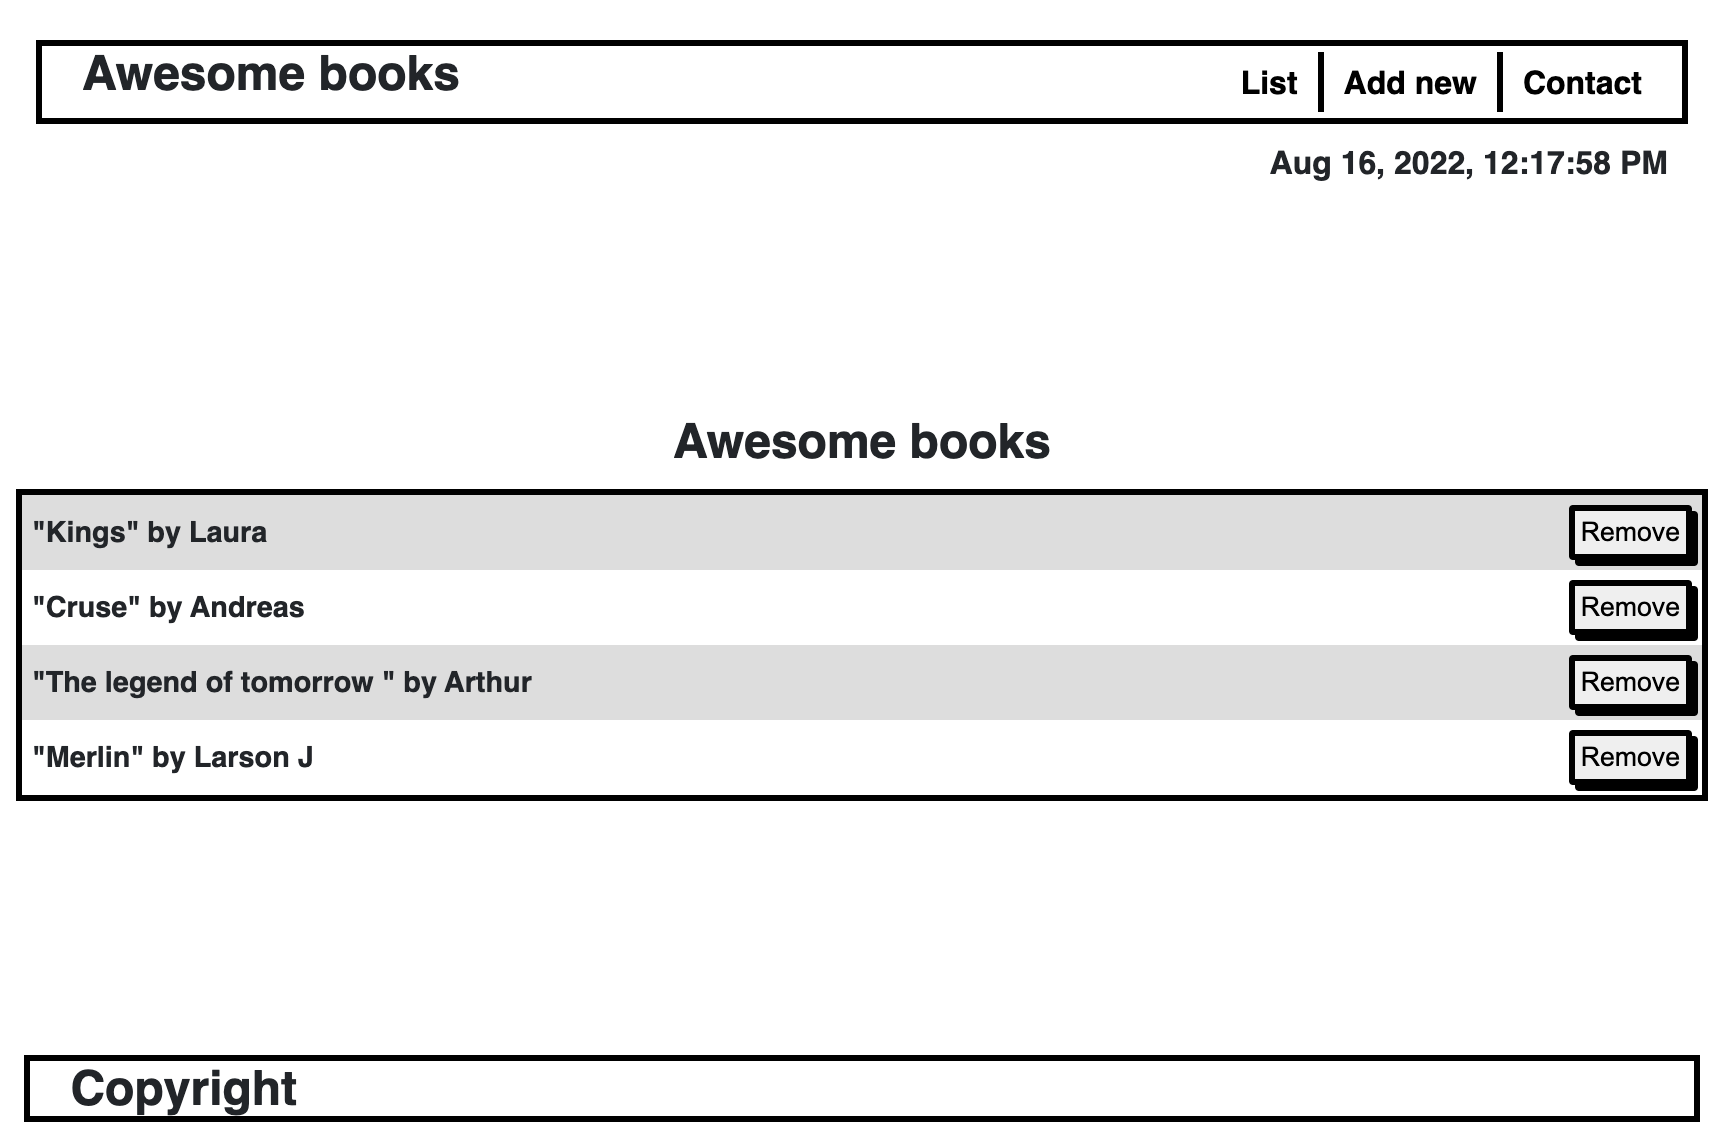 Awesome books
List
Add new
Contact
Aug 16, 2022, 12:17:58 PM
Awesome books
"Kings" by Laura
Remove
"Cruse" by Andreas
Remove
"The legend of tomorrow " by Arthur
Remove
"Merlin" by Larson J
Remove
Copyright